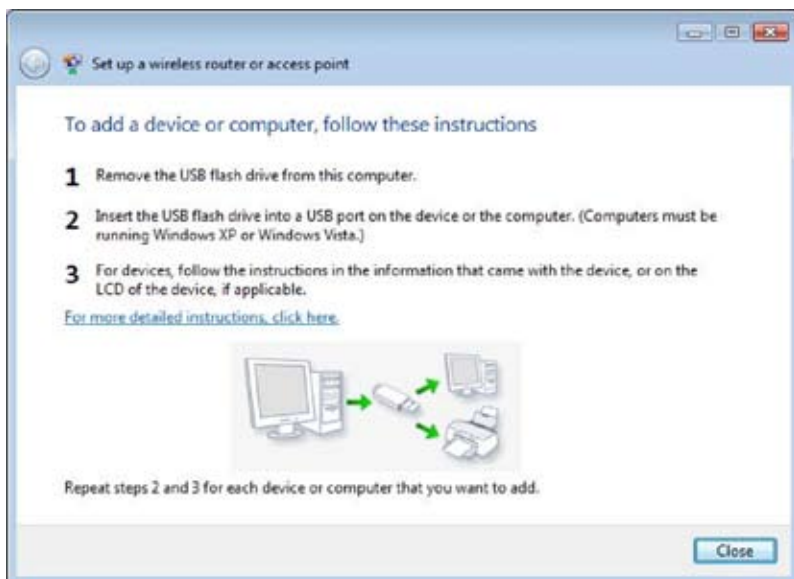 Set up a wireless router or access point
To add a device or computer, follow these instructions
1 Remove the USB flash drive from this computer.
2 Insert the USB flash drive into a USB port on the device or the computer. (Computers must be
running Windows XP or Windows Vista.)
3 For devices, follow the instructions in the information that came with the device, or on the
LCD of the device, if applicable.
For more detailed instructions, click here.
Repeat steps 2 and 3 for each device or computer that you want to add.
Close